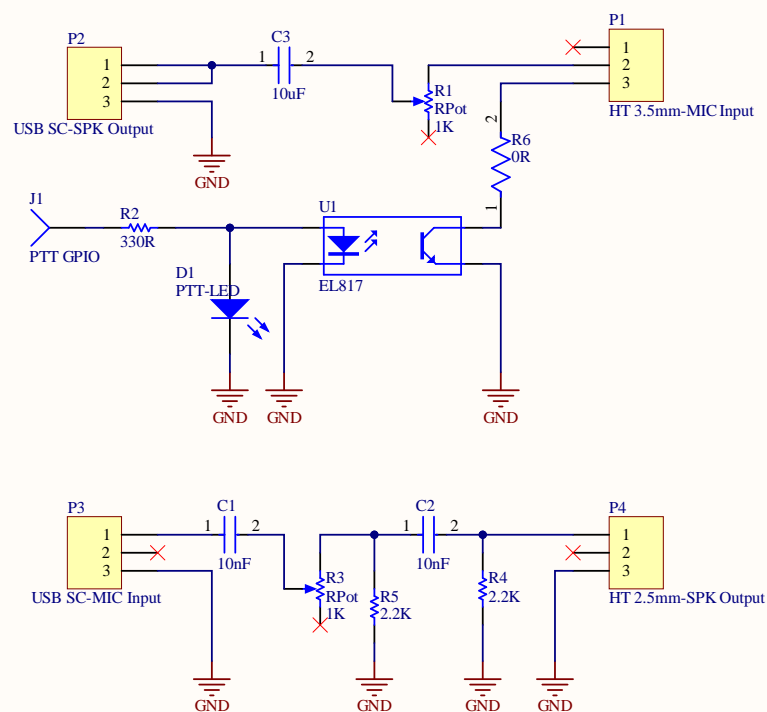 P2
1
2
3
USB SC-SPK Output
C3
1 2
10uF
R1
RPot
1K
P1
1
2
3
HT 3.5mm-MIC Input
2
R6
0R
1
GND
J1
PTT GPIO
R2
330R
D1
PTT-LED
U1
EL817
GND
GND
GND
P3
1
2
3
USB SC-MIC Input
C1
1 2
10nF
R3
RPot
1K
R5
2.2K
C2
1 2
10nF
R4
2.2K
P4
1
2
3
HT 2.5mm-SPK Output
GND
GND
GND
GND